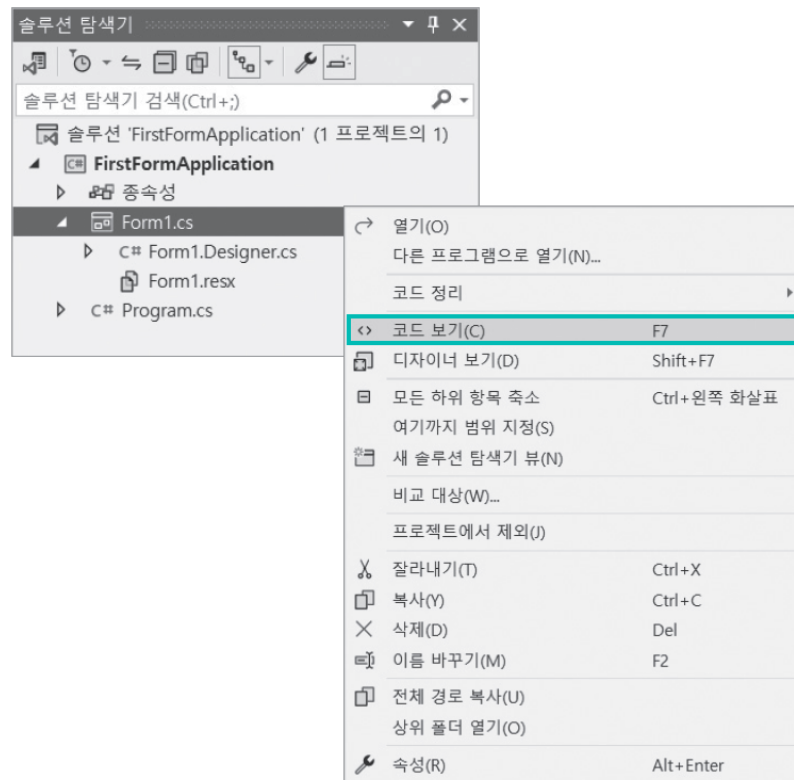 솔루션 탐색기
솔루션 탐색기 검색(Ctrl+;)
솔루션 'FirstFormApplication' (1 프로젝트의 1)
C# FirstFormApplication
종속성
Form1.cs
C# Form1.Designer.cs
Form1.resx
C# Program.cs
열기(O)
다른 프로그램으로 열기(N)...
코드 정리
코드 보기(C) F7
디자이너 보기(D) Shift+F7
모든 하위 항목 축소 Ctrl+왼쪽 화살표
여기까지 범위 지정(S)
새 솔루션 탐색기 뷰(N)
비교 대상(W)...
프로젝트에서 제외(J)
잘라내기(T) Ctrl+X
복사(Y) Ctrl+C
삭제(D) Del
이름 바꾸기(M) F2
전체 경로 복사(U)
상위 폴더 열기(O)
속성(R) Alt+Enter